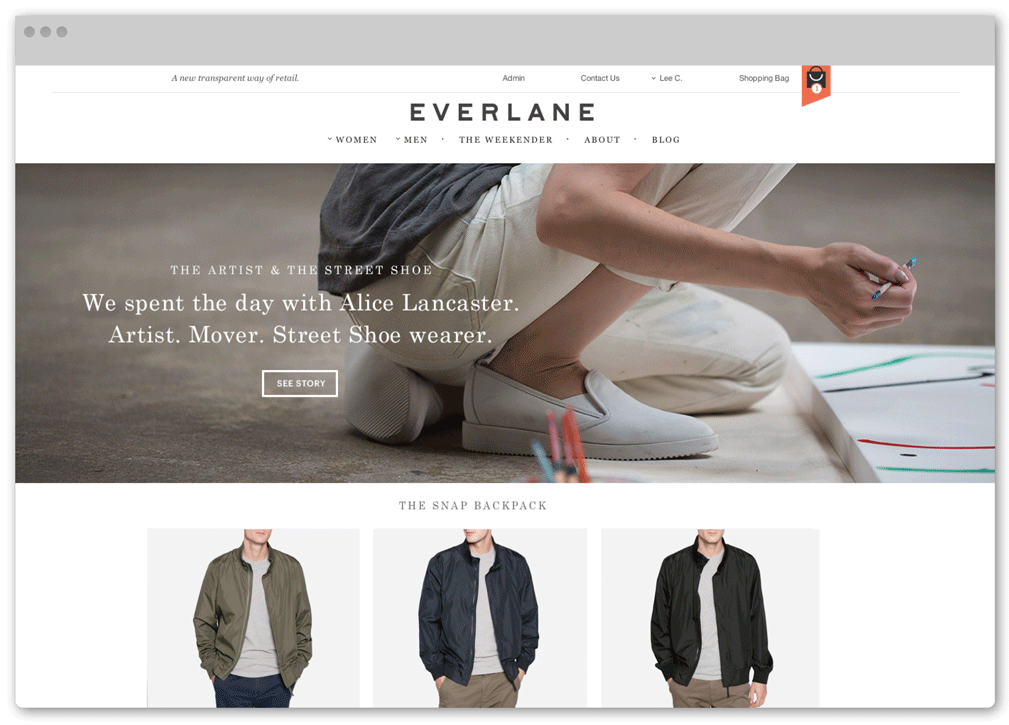 A new transparent way of retail.
Admin Contact Us Lee C. Shopping Bag
1
EVERLANE
WOMEN MEN · THE WEEKENDER · ABOUT · BLOG
THE ARTIST & THE STREET SHOE
We spent the day with Alice Lancaster.
Artist. Mover. Street Shoe wearer.
SEE STORY
THE SNAP BACKPACK